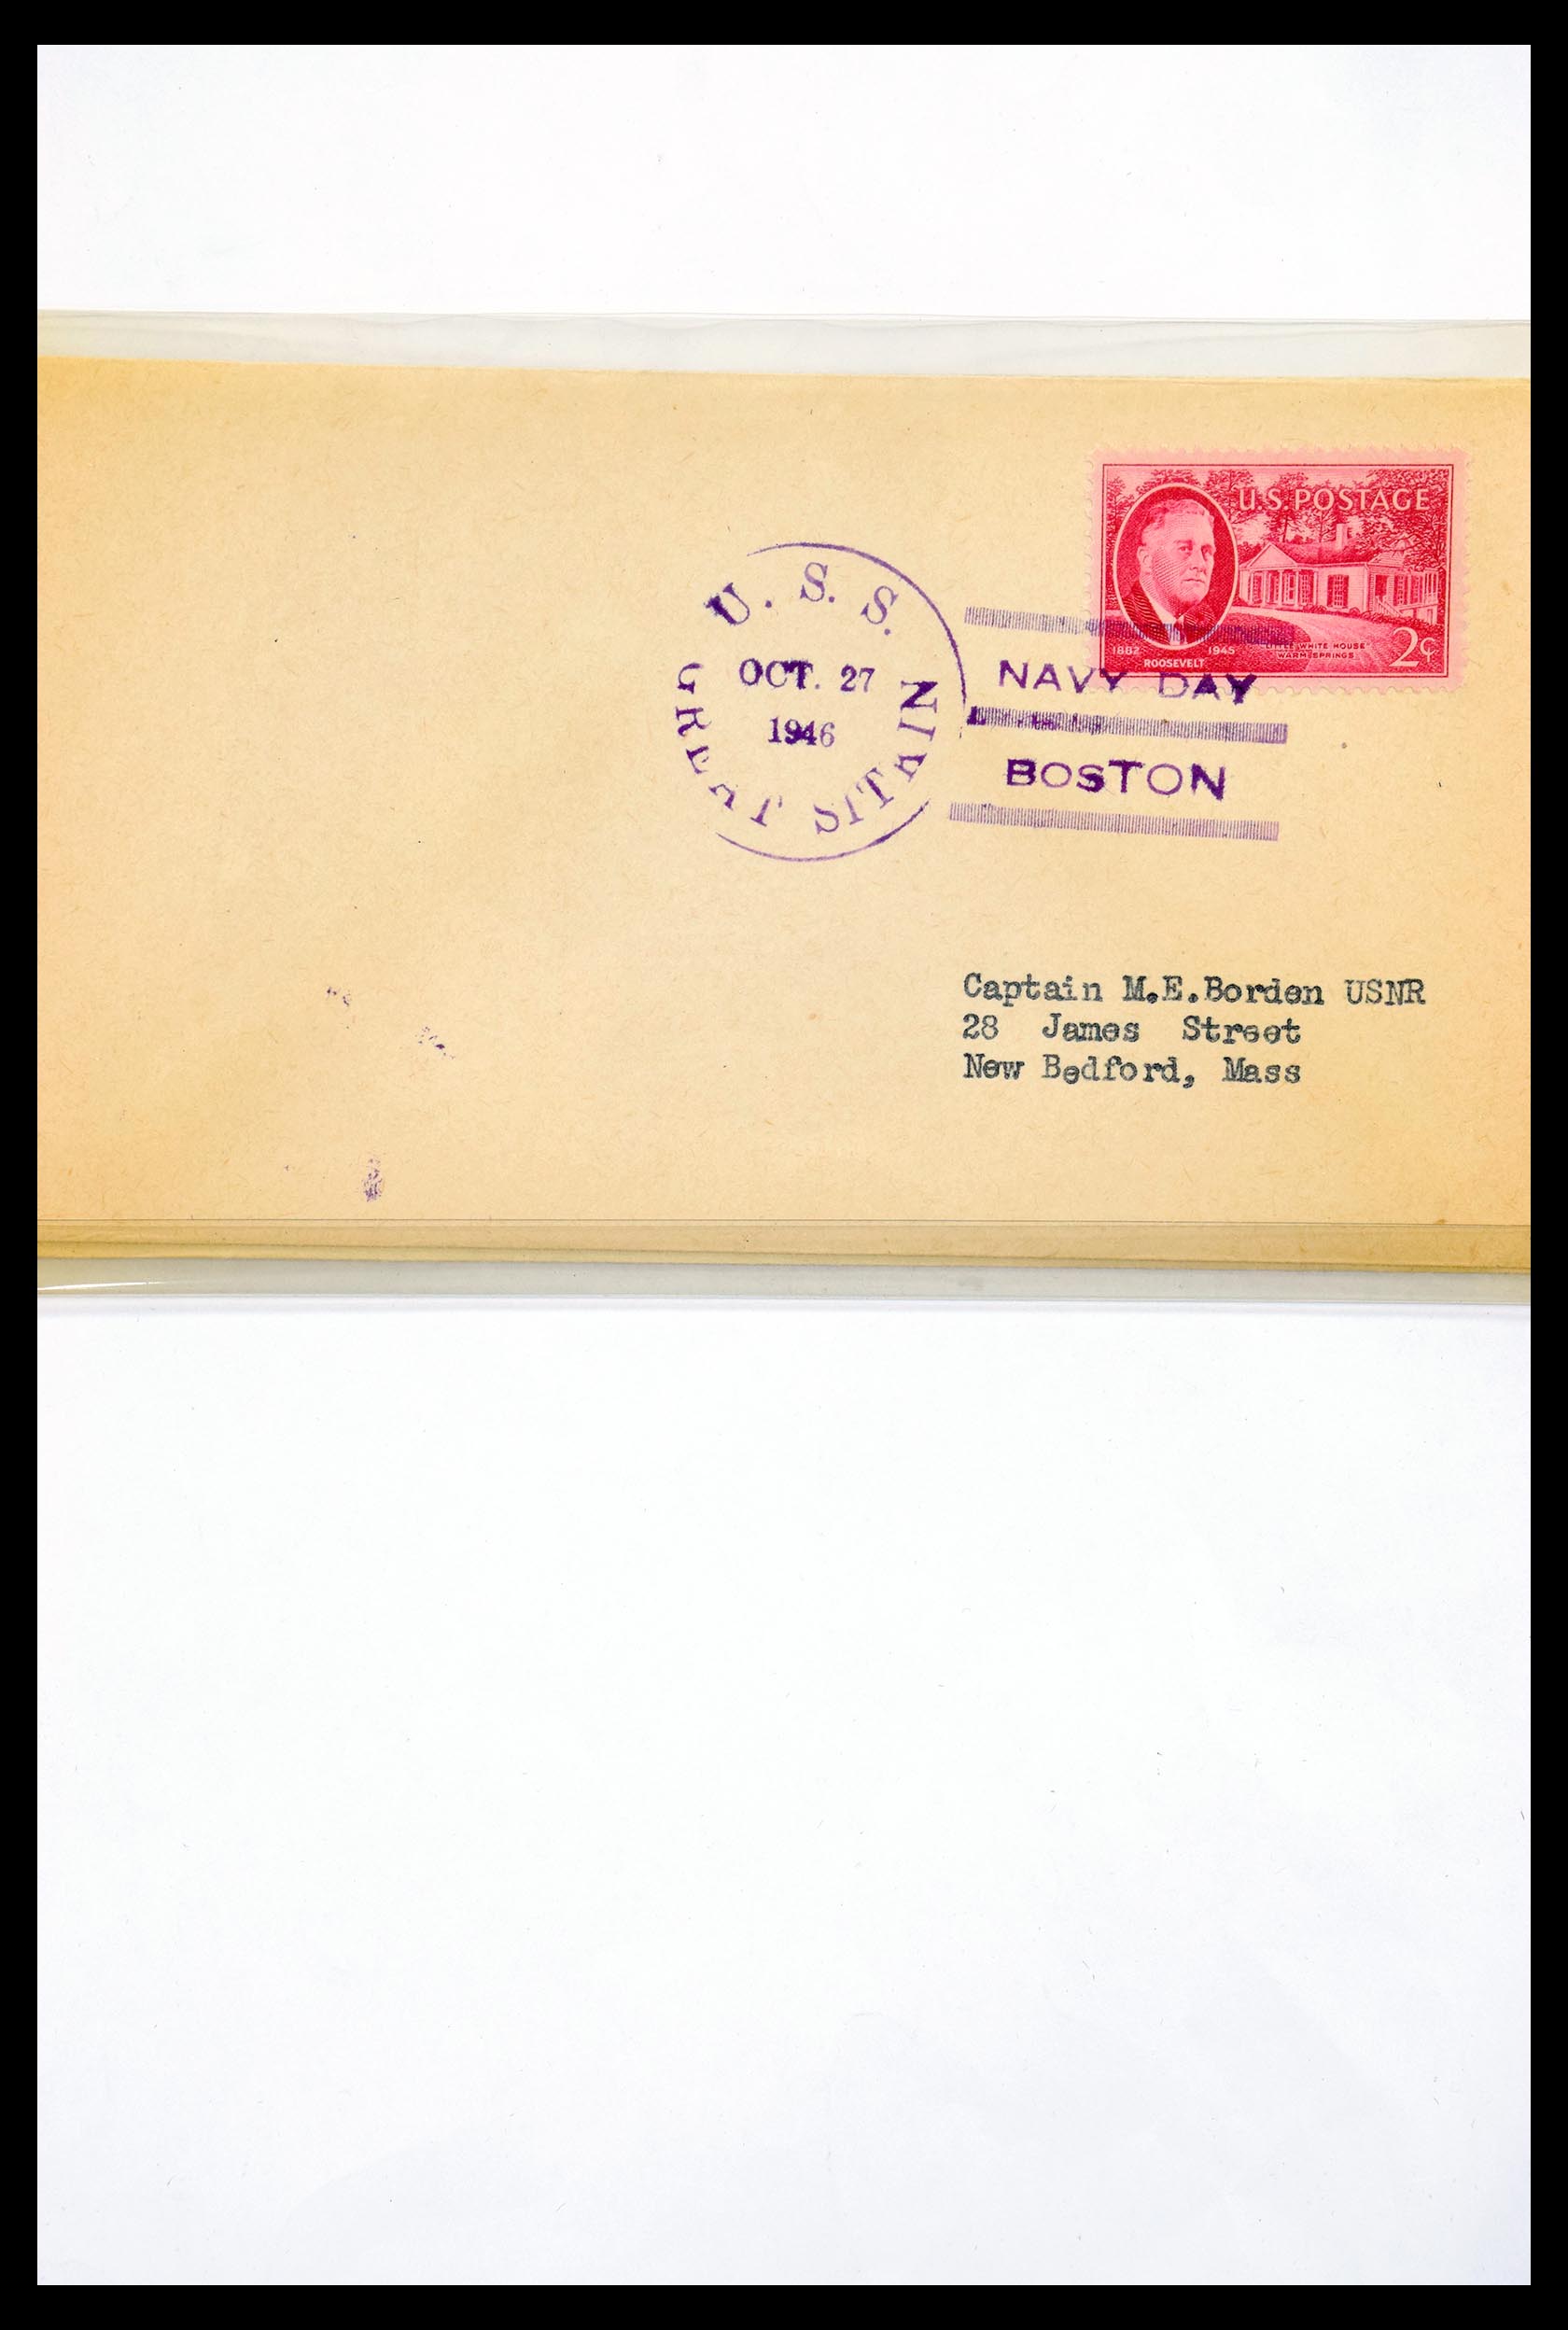 U.S. POSTAGE
1882
1945
ROOSEVELT
"LITTLE WHITE HOUSE"
WARM SPRINGS
2¢
U.S.S.
GREAT SITKIN
OCT. 27
1946
NAVY DAY
BOSTON
Captain M.E.Borden USNR
28 James Street
New Bedford, Mass